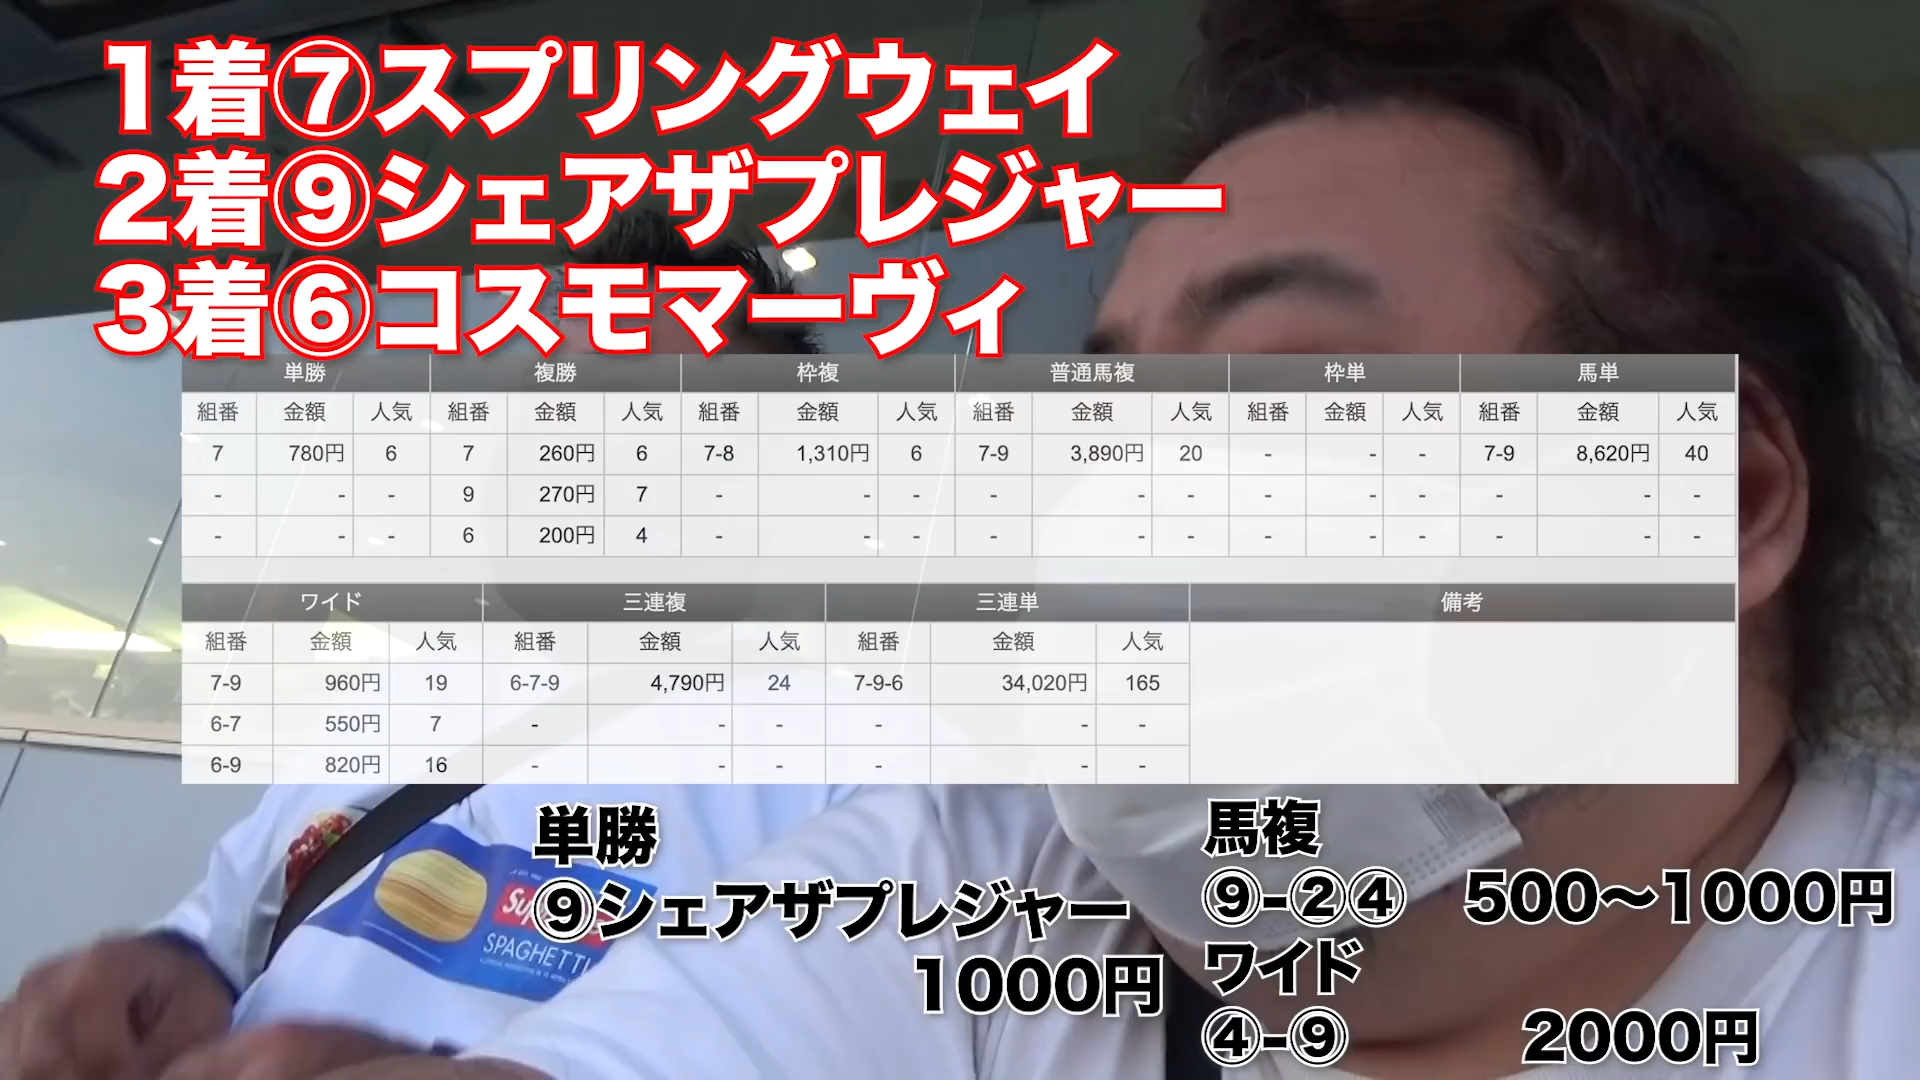 1着⑦スプリングウェイ
2着⑨シェアザプレジャー
3着⑥コスモマーヴィ
単勝 複勝 枠複 普通馬複 枠単 馬単
組番 金額 人気 組番 金額 人気 組番 金額 人気 組番 金額 人気 組番 金額 人気 組番 金額 人気
7 780円 6 7 260円 6 7-8 1,310円 6 7-9 3,890円 20 - - - 7-9 8,620円 40
- - - 9 270円 7 - - - - - - - - - - - -
- - - 6 200円 4 - - - - - - - - - - - -
ワイド 三連複 三連単 備考
組番 金額 人気 組番 金額 人気 組番 金額 人気
7-9 960円 19 6-7-9 4,790円 24 7-9-6 34,020円 165
6-7 550円 7 - - - - - -
6-9 820円 16 - - - - - -
単勝
⑨シェアザプレジャー
1000円
馬複
⑨-②④ 500〜1000円
ワイド
④-⑨ 2000円
SPAGHETTI